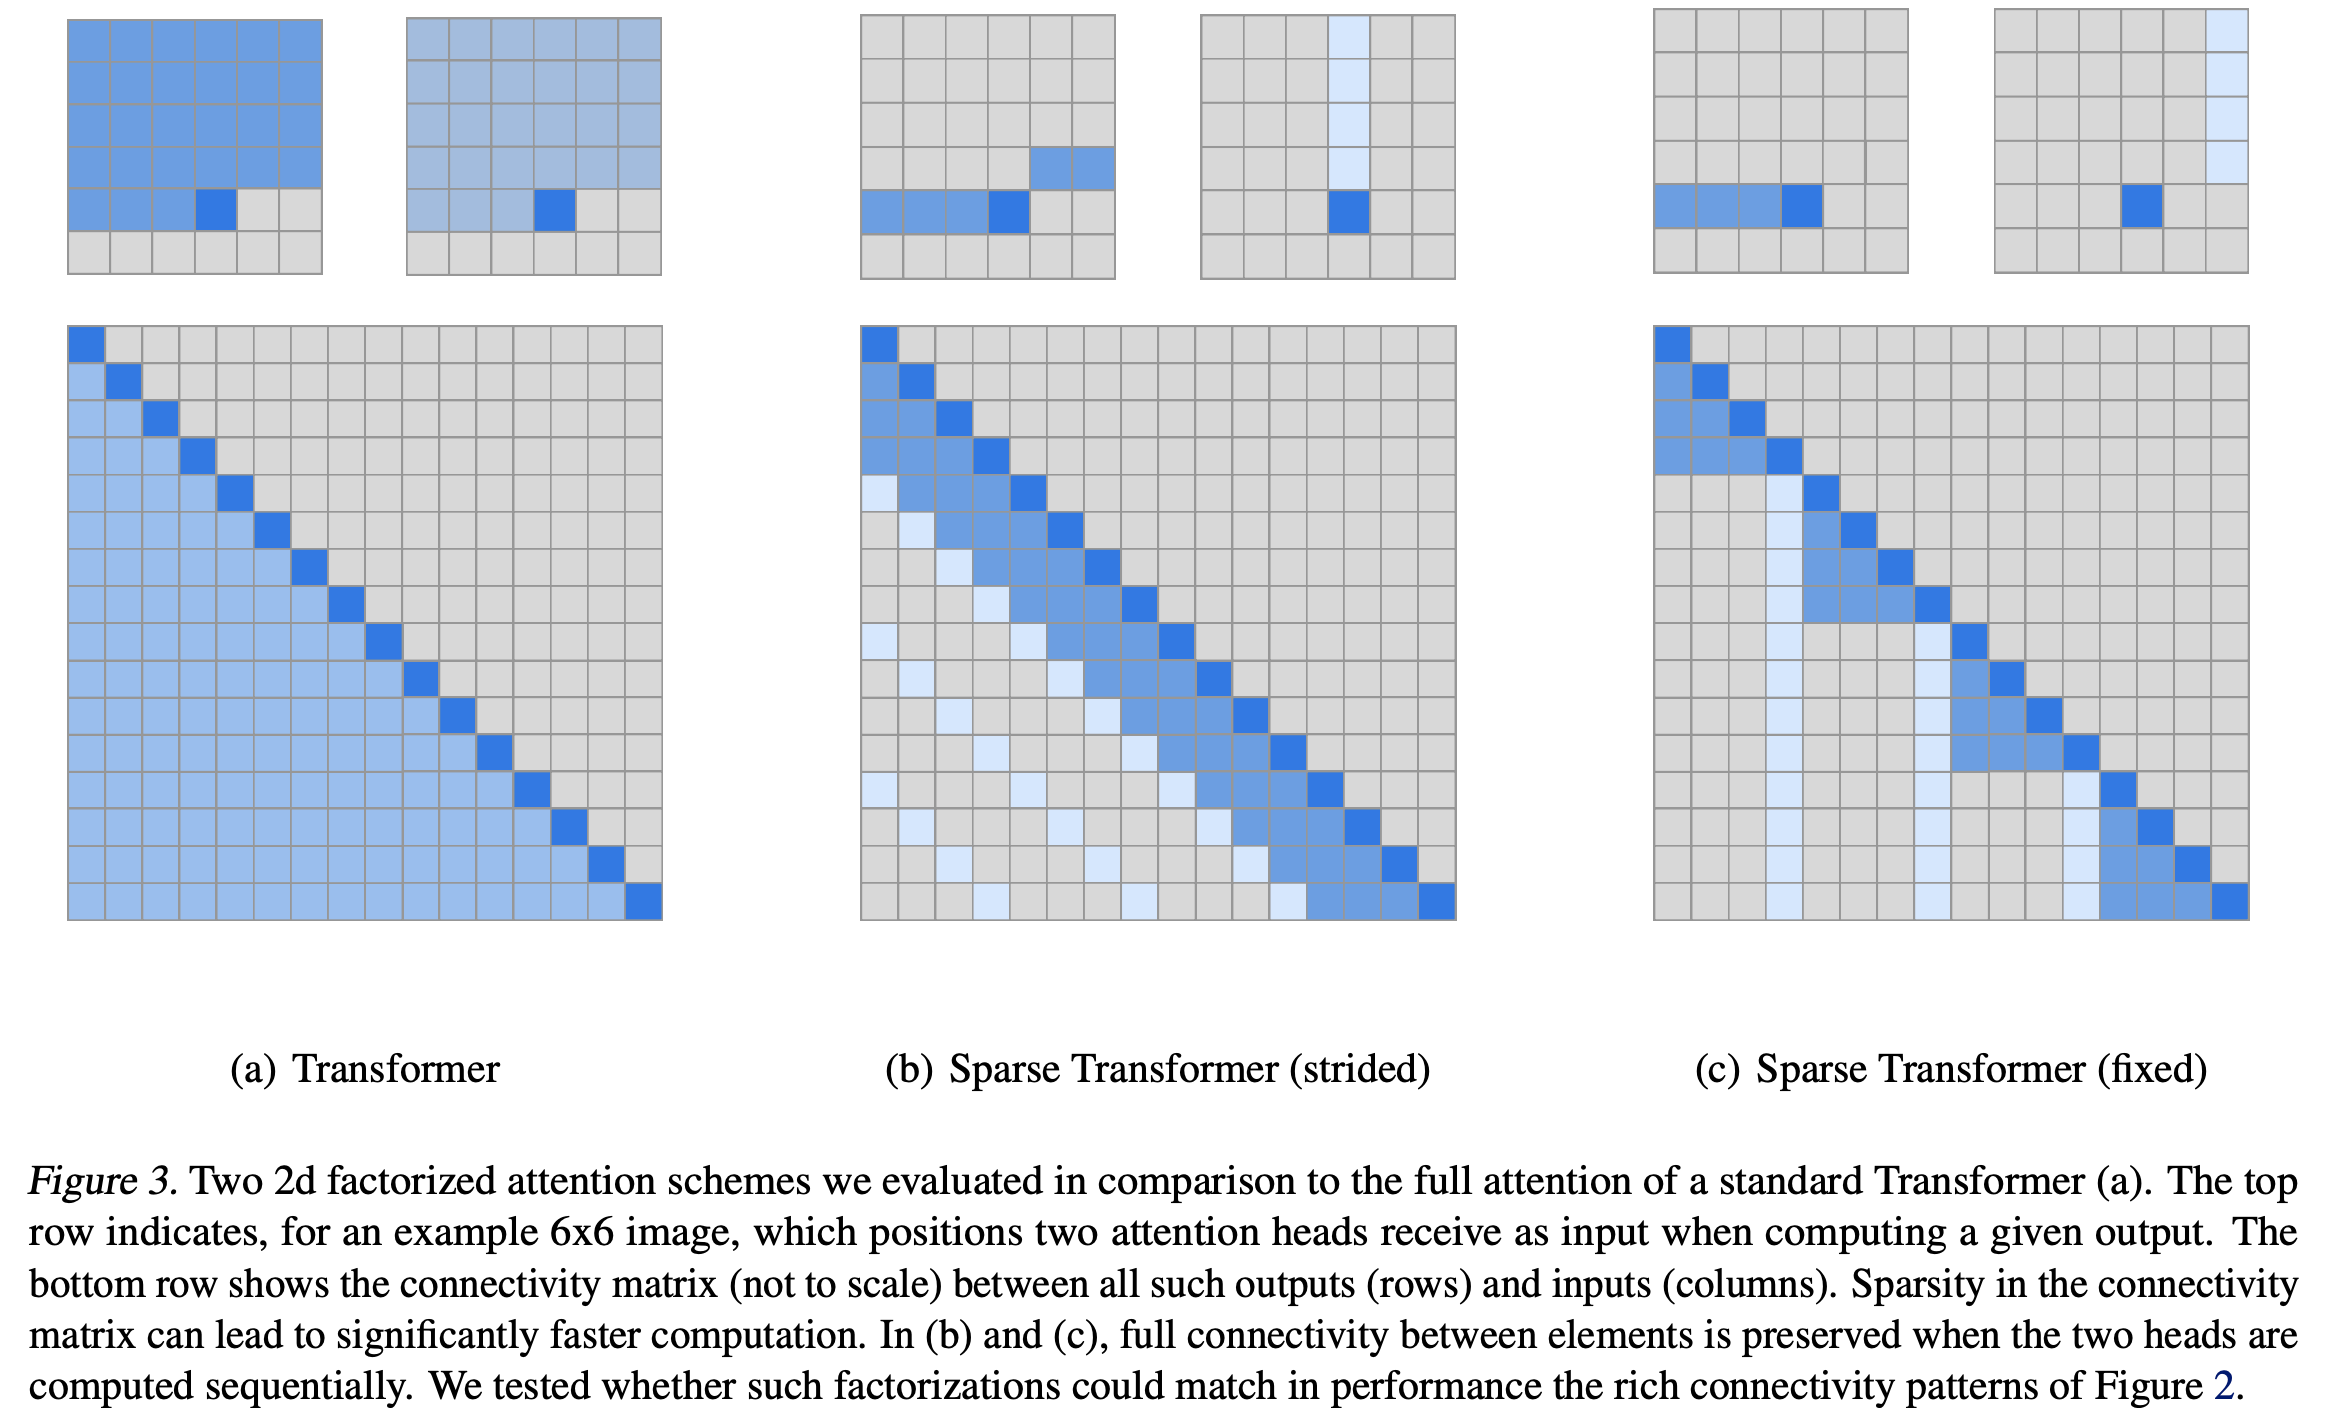 (a) Transformer
(b) Sparse Transformer (strided)
(c) Sparse Transformer (fixed)
Figure 3. Two 2d factorized attention schemes we evaluated in comparison to the full attention of a standard Transformer (a). The top
row indicates, for an example 6x6 image, which positions two attention heads receive as input when computing a given output. The
bottom row shows the connectivity matrix (not to scale) between all such outputs (rows) and inputs (columns). Sparsity in the connectivity
matrix can lead to significantly faster computation. In (b) and (c), full connectivity between elements is preserved when the two heads are
computed sequentially. We tested whether such factorizations could match in performance the rich connectivity patterns of Figure 2.